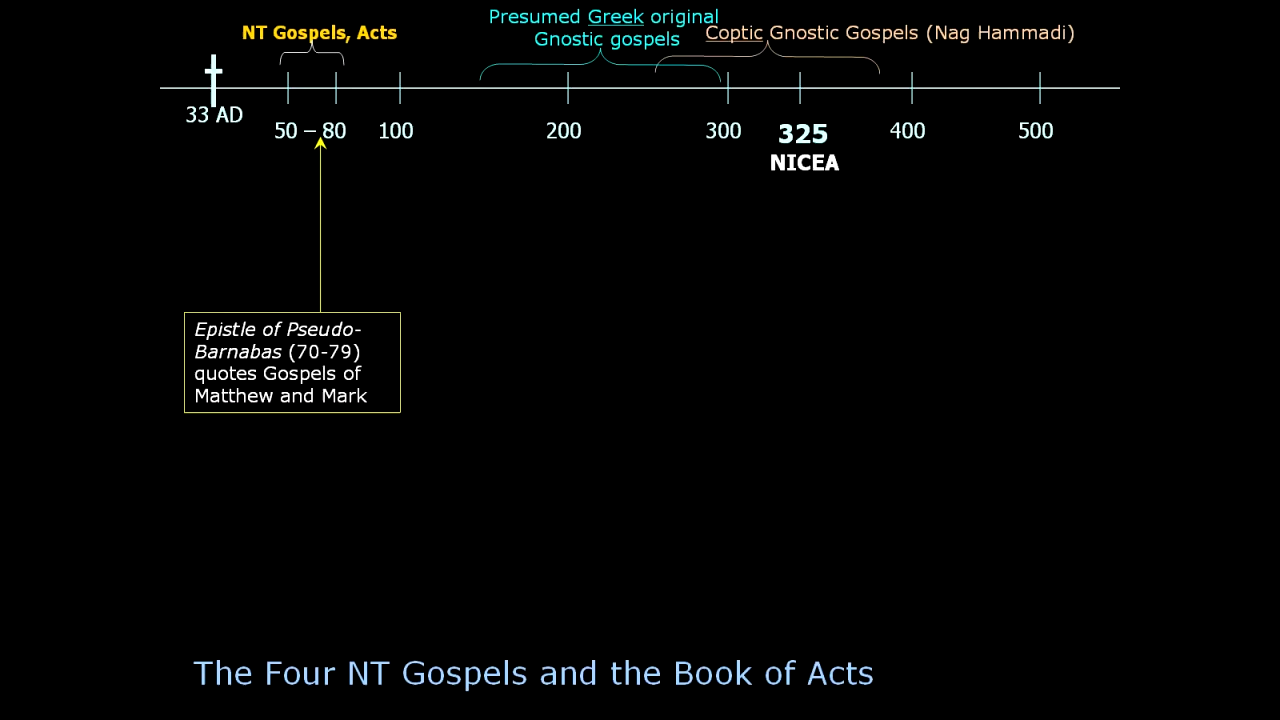 Presumed Greek original
Gnostic gospels
NT Gospels, Acts
Coptic Gnostic Gospels (Nag Hammadi)
33 AD
50 – 80
100
200
300
325
400
500
NICEA
Epistle of Pseudo-
Barnabas (70-79)
quotes Gospels of
Matthew and Mark
The Four NT Gospels and the Book of Acts